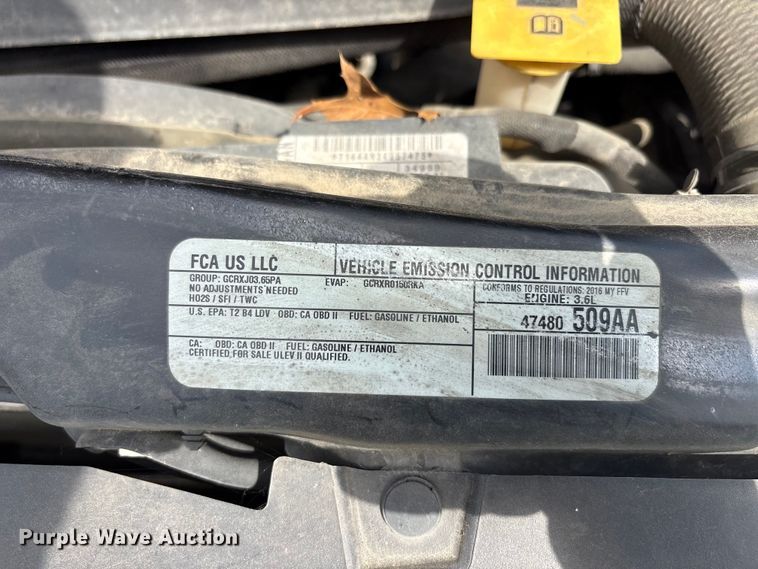 FCA US LLC
VEHICLE EMISSION CONTROL INFORMATION
GROUP: GCRXJ03.65PA
EVAP: GCRXR0150RKA
CONFORMS TO REGULATIONS: 2016 MY FFV
NO ADJUSTMENTS NEEDED
HO2S / SFI / TWC
ENGINE: 3.6L
U.S. EPA: T2 B4 LDV OBD: CA OBD II FUEL: GASOLINE / ETHANOL
47480 509AA
CA: OBD: CA OBD II FUEL: GASOLINE / ETHANOL
CERTIFIED FOR SALE ULEV II QUALIFIED.
Purple Wave Auction